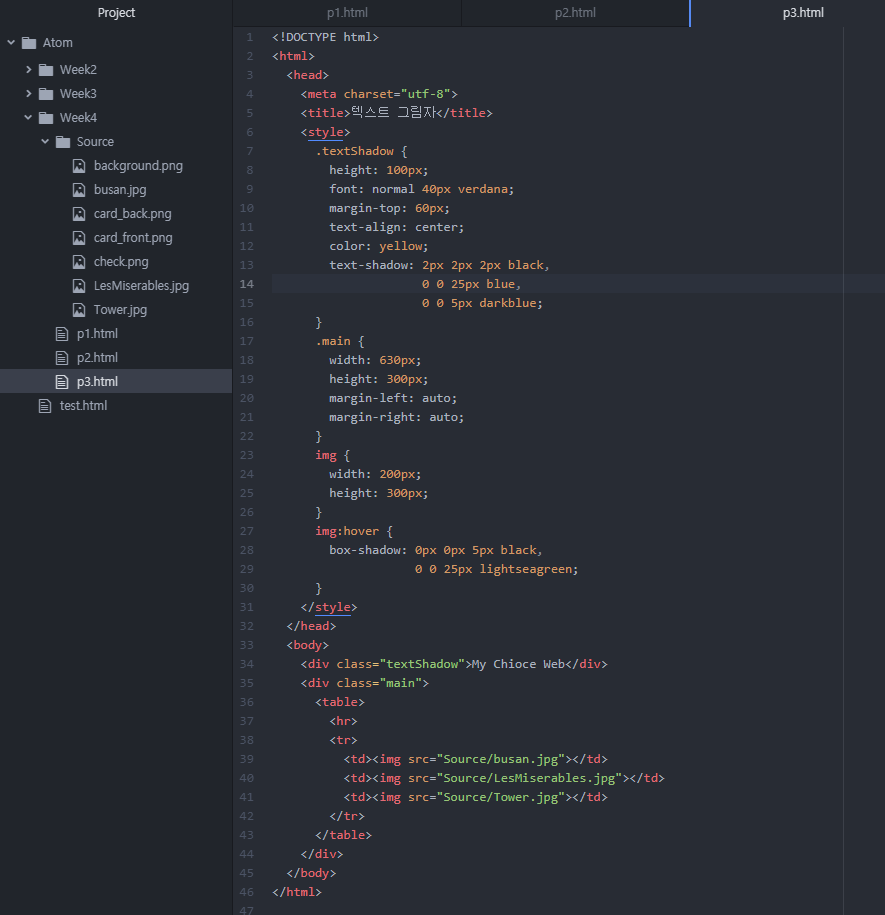 Project
Atom
Week2
Week3
Week4
Source
background.png
busan.jpg
card_back.png
card_front.png
check.png
LesMiserables.jpg
Tower.jpg
p1.html
p2.html
p3.html
test.html
p1.html
p2.html
p3.html
1 <!DOCTYPE html>
2 <html>
3 <head>
4 <meta charset="utf-8">
5 <title>텍스트 그림자</title>
6 <style>
7 .textShadow {
8 height: 100px;
9 font: normal 40px verdana;
10 margin-top: 60px;
11 text-align: center;
12 color: yellow;
13 text-shadow: 2px 2px 2px black,
14 0 0 25px blue,
15 0 0 5px darkblue;
16 }
17 .main {
18 width: 630px;
19 height: 300px;
20 margin-left: auto;
21 margin-right: auto;
22 }
23 img {
24 width: 200px;
25 height: 300px;
26 }
27 img:hover {
28 box-shadow: 0px 0px 5px black,
29 0 0 25px lightseagreen;
30 }
31 </style>
32 </head>
33 <body>
34 <div class="textShadow">My Chioce Web</div>
35 <div class="main">
36 <table>
37 <hr>
38 <tr>
39 <td><img src="Source/busan.jpg"></td>
40 <td><img src="Source/LesMiserables.jpg"></td>
41 <td><img src="Source/Tower.jpg"></td>
42 </tr>
43 </table>
44 </div>
45 </body>
46 </html>
47